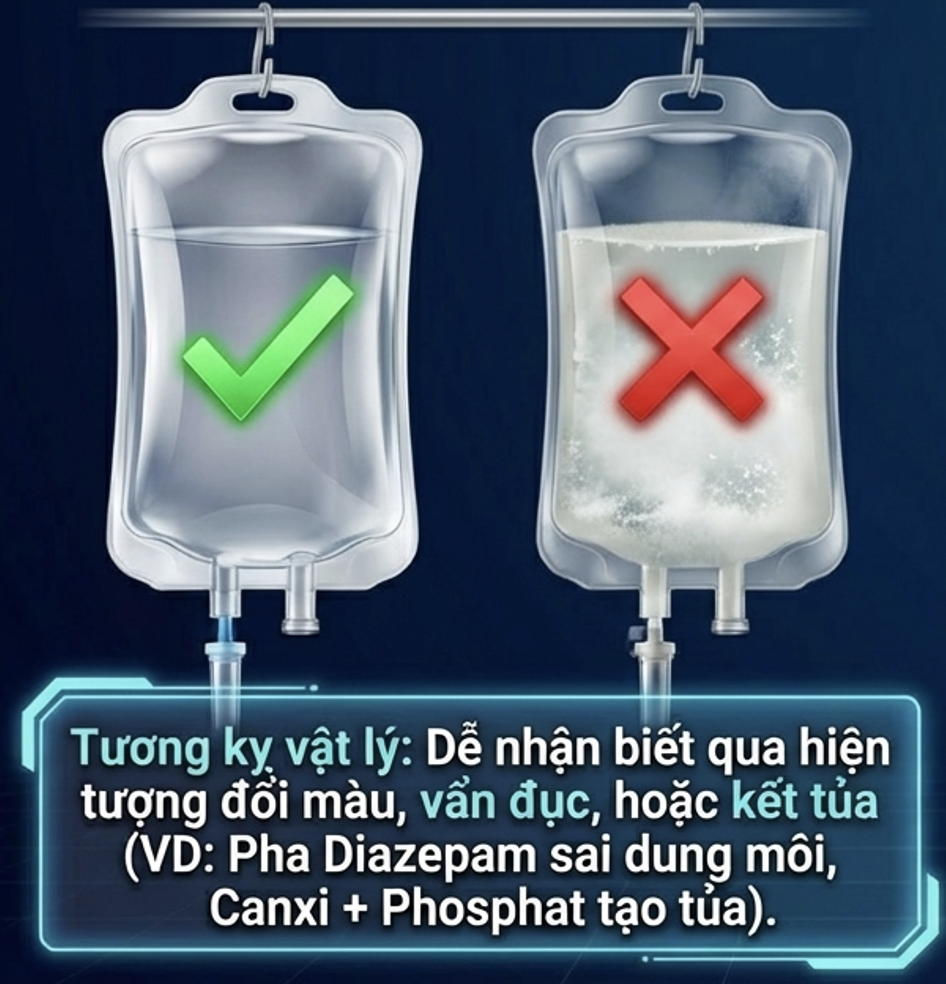 Tương kỵ vật lý: Dễ nhận biết qua hiện
tượng đổi màu, vẩn đục, hoặc kết tủa
(VD: Pha Diazepam sai dung môi,
Canxi + Phosphat tạo tủa).